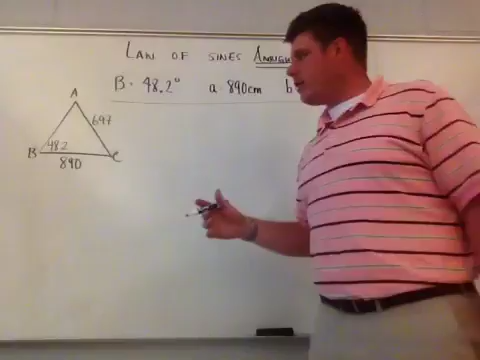 LAW OF SINES
B = 48.2° a = 890cm b
A
697
B 48.2 C
890